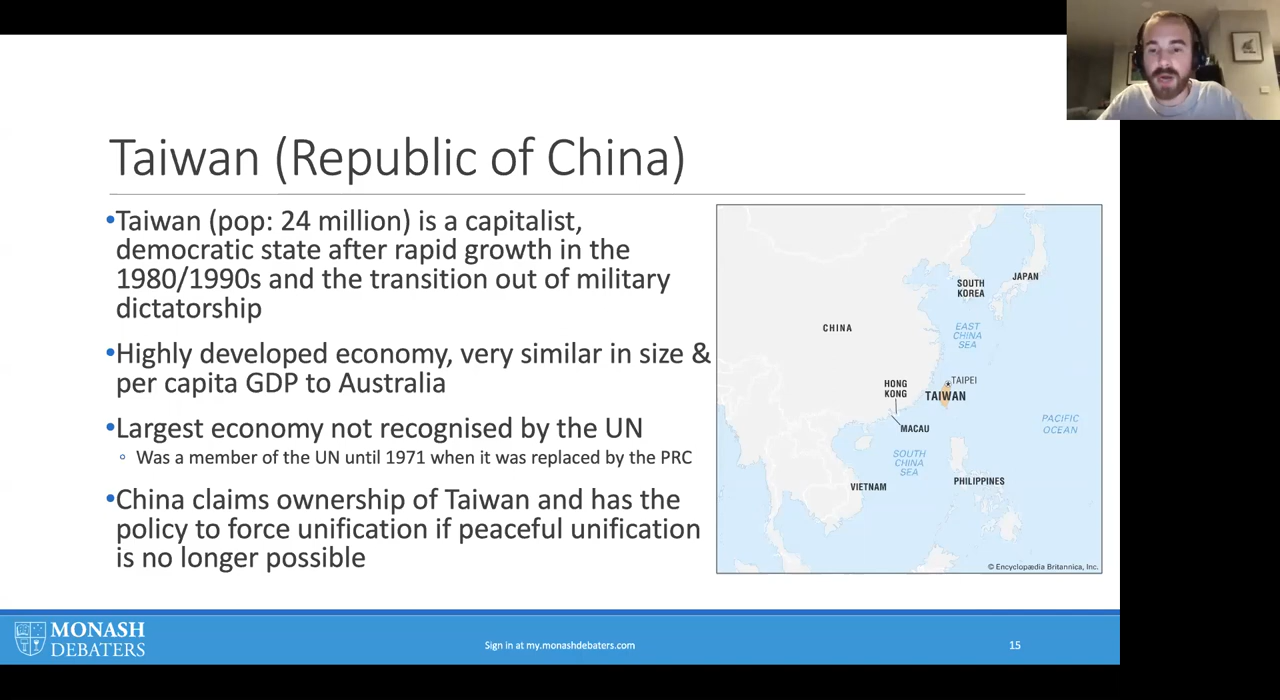 Taiwan (Republic of China)
•Taiwan (pop: 24 million) is a capitalist,
democratic state after rapid growth in the
1980/1990s and the transition out of military
dictatorship
•Highly developed economy, very similar in size &
per capita GDP to Australia
•Largest economy not recognised by the UN
◦ Was a member of the UN until 1971 when it was replaced by the PRC
•China claims ownership of Taiwan and has the
policy to force unification if peaceful unification
is no longer possible
JAPAN
SOUTH
KOREA
CHINA
EAST
CHINA
SEA
TAIPEI
HONG
KONG
TAIWAN
PACIFIC
OCEAN
MACAU
SOUTH
CHINA
SEA
VIETNAM
PHILIPPINES
© Encyclopædia Britannica, Inc.
MONASH
DEBATERS
Sign in at my.monashdebaters.com
15